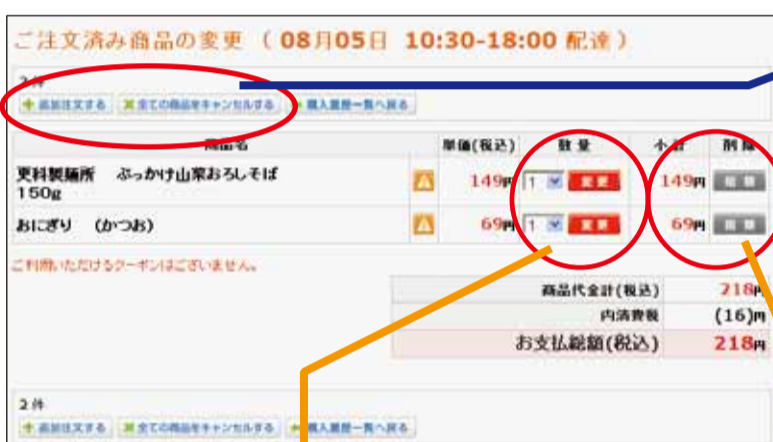 ご注文済み商品の変更 ( 08月05日 10:30-18:00 配達 )
2件
追加注文する 全ての商品をキャンセルする 購入履歴一覧へ戻る
商品名 単価(税込) 数量 小計 削除
更科製麺所 ぶっかけ山菜おろしそば 149円 1 変更 149円 削除
150g
おにぎり (かつお) 69円 1 変更 69円 削除
ご利用いただけるクーポンはございません。
商品代金計(税込) 218円
内消費税 (16)円
お支払総額(税込) 218円
2件
追加注文する 全ての商品をキャンセルする 購入履歴一覧へ戻る